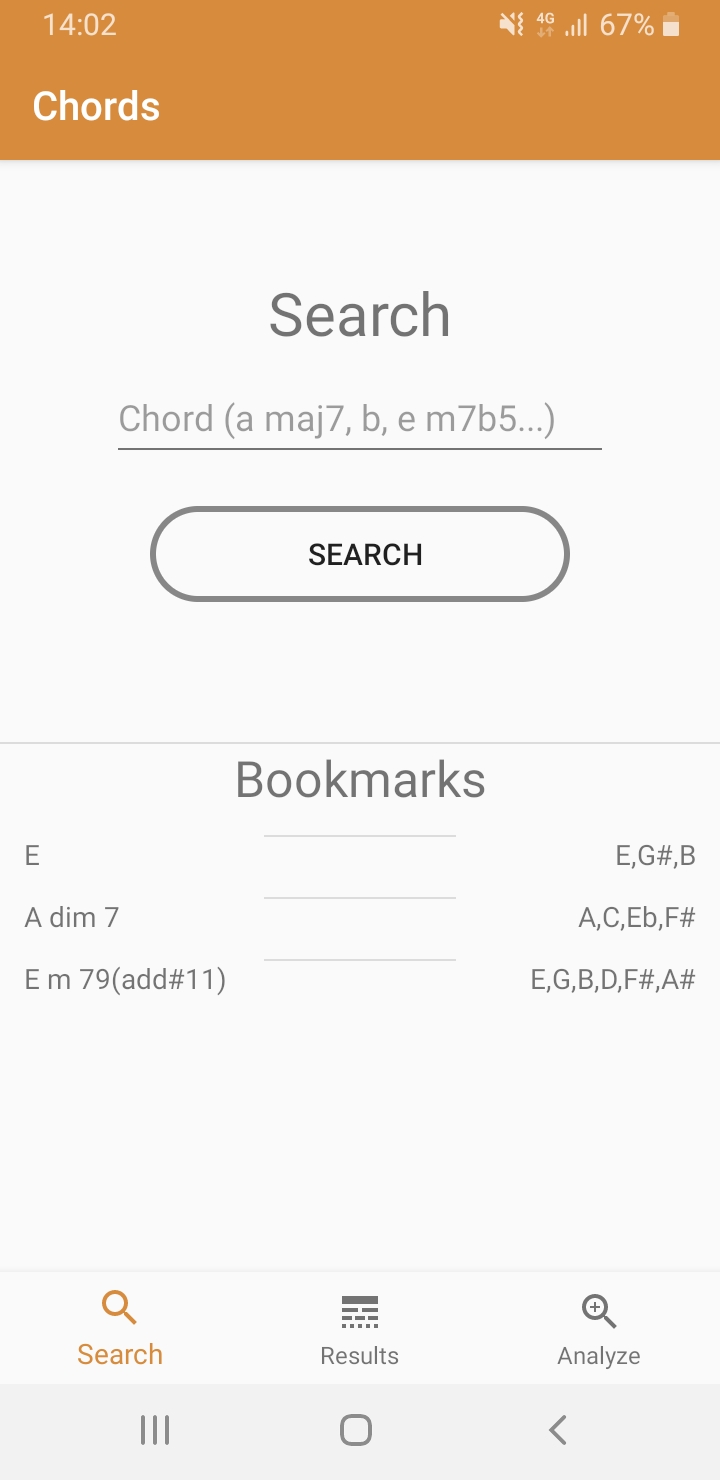 14:02 4G 67%
Chords
Search
Chord (a maj7, b, e m7b5...)
SEARCH
Bookmarks
E E,G#,B
A dim 7 A,C,Eb,F#
E m 79(add#11) E,G,B,D,F#,A#
Search Results Analyze